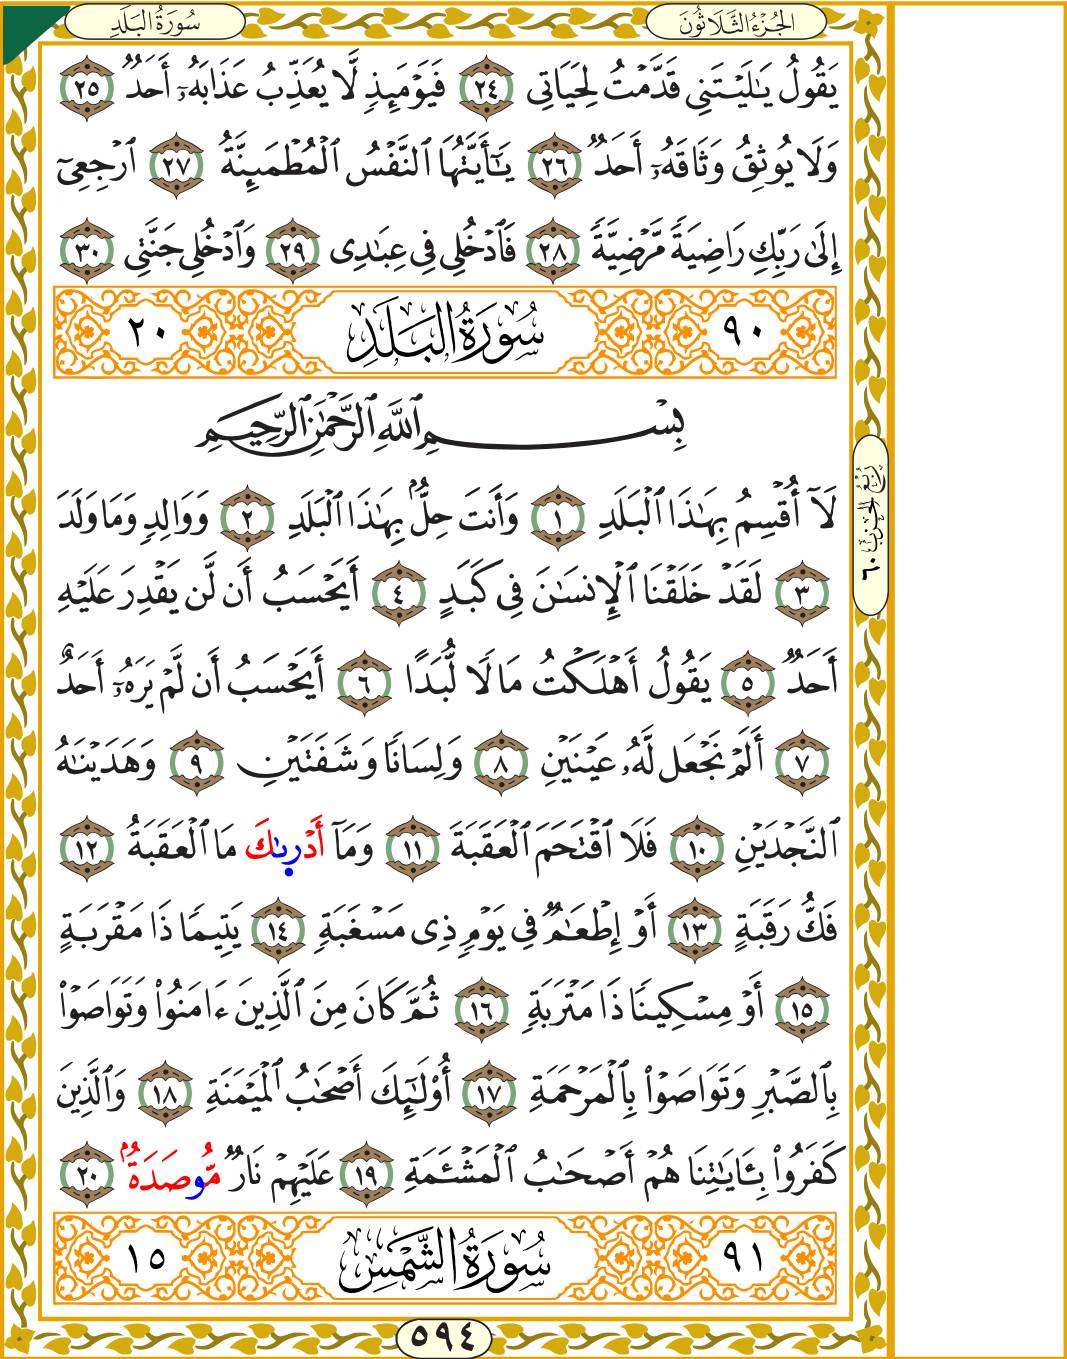 الجُزْءُ الثَّلَاثُونَ
سُورَةُ البَلَدِ
يَقُولُ يَـٰلَيْتَنِى قَدَّمْتُ لِحَيَاتِى ٢٤ فَيَوْمَئِذٍ لَّا يُعَذِّبُ عَذَابَهُۥٓ أَحَدٌ ٢٥
وَلَا يُوثِقُ وَثَاقَهُۥٓ أَحَدٌ ٢٦ يَـٰٓأَيَّتُهَا ٱلنَّفْسُ ٱلْمُطْمَئِنَّةُ ٢٧ ٱرْجِعِىٓ
إِلَىٰ رَبِّكِ رَاضِيَةً مَّرْضِيَّةً ٢٨ فَٱدْخُلِى فِى عِبَـٰدِى ٢٩ وَٱدْخُلِى جَنَّتِى ٣٠
٩٠ سُورَةُ البَلَدِ ٢٠
بِسْمِ ٱللَّهِ ٱلرَّحْمَـٰنِ ٱلرَّحِيمِ
لَآ أُقْسِمُ بِهَـٰذَا ٱلْبَلَدِ ١ وَأَنتَ حِلٌّۢ بِهَـٰذَا ٱلْبَلَدِ ٢ وَوَالِدٍ وَمَا وَلَدَ
٣ لَقَدْ خَلَقْنَا ٱلْإِنسَـٰنَ فِى كَبَدٍ ٤ أَيَحْسَبُ أَن لَّن يَقْدِرَ عَلَيْهِ
أَحَدٌ ٥ يَقُولُ أَهْلَكْتُ مَالًا لُّبَدًا ٦ أَيَحْسَبُ أَن لَّمْ يَرَهُۥٓ أَحَدٌ
٧ أَلَمْ نَجْعَل لَّهُۥ عَيْنَيْنِ ٨ وَلِسَانًا وَشَفَتَيْنِ ٩ وَهَدَيْنَـٰهُ
ٱلنَّجْدَيْنِ ١٠ فَلَا ٱقْتَحَمَ ٱلْعَقَبَةَ ١١ وَمَآ أَدْرِىٰكَ مَا ٱلْعَقَبَةُ ١٢
فَكُّ رَقَبَةٍ ١٣ أَوْ إِطْعَـٰمٌ فِى يَوْمٍ ذِى مَسْغَبَةٍ ١٤ يَتِيمًا ذَا مَقْرَبَةٍ
١٥ أَوْ مِسْكِينًا ذَا مَتْرَبَةٍ ١٦ ثُمَّ كَانَ مِنَ ٱلَّذِينَ ءَامَنُوا۟ وَتَوَاصَوْا۟
بِٱلصَّبْرِ وَتَوَاصَوْا۟ بِٱلْمَرْحَمَةِ ١٧ أُو۟لَـٰٓئِكَ أَصْحَـٰبُ ٱلْمَيْمَنَةِ ١٨ وَٱلَّذِينَ
كَفَرُوا۟ بِـَٔايَـٰتِنَا هُمْ أَصْحَـٰبُ ٱلْمَشْـَٔمَةِ ١٩ عَلَيْهِمْ نَارٌ مُّوصَدَةٌۢ ٢٠
٩١ سُورَةُ الشَّمْسِ ١٥
٥٩٤
رُبُعُ الحِزْبِ ٦٠